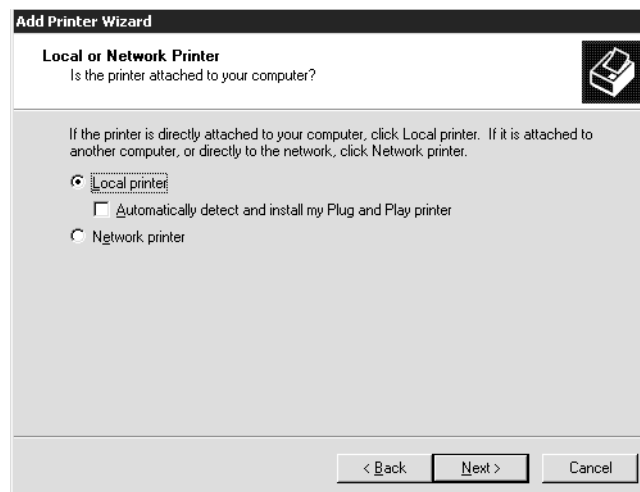 Add Printer Wizard
Local or Network Printer
Is the printer attached to your computer?
If the printer is directly attached to your computer, click Local printer. If it is attached to
another computer, or directly to the network, click Network printer.
Local printer
Automatically detect and install my Plug and Play printer
Network printer
< Back Next > Cancel